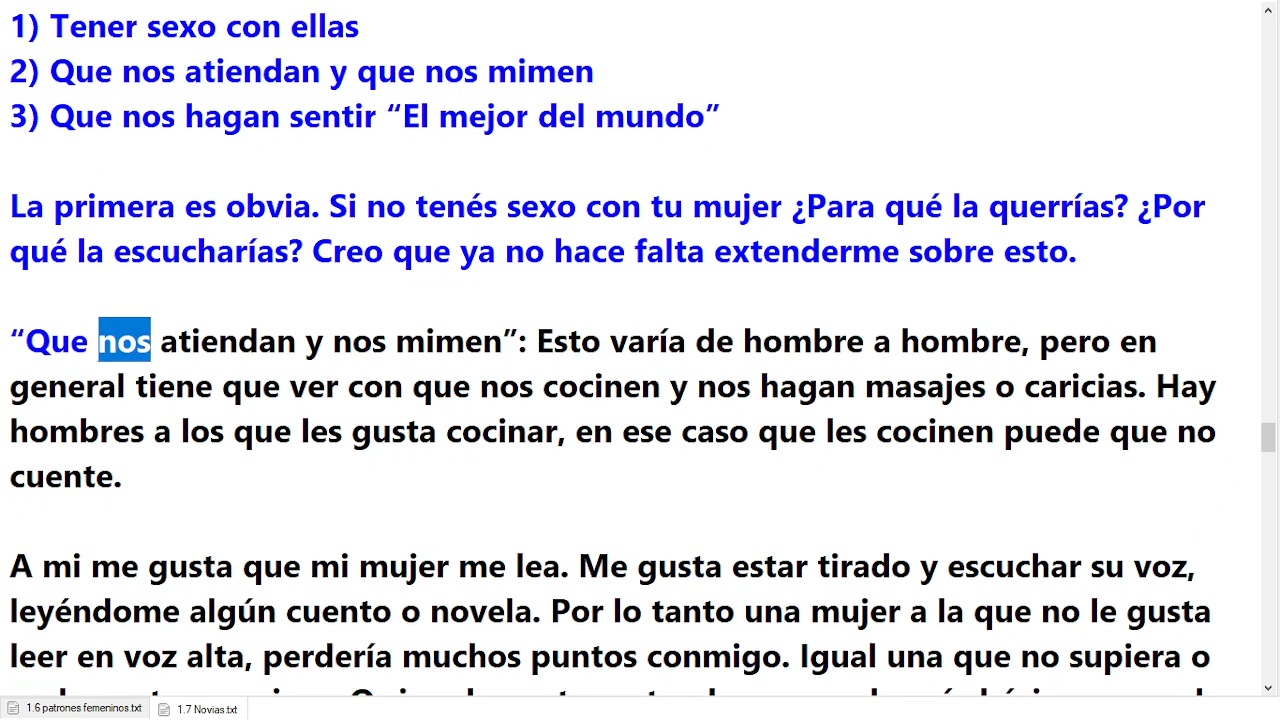 1) Tener sexo con ellas
2) Que nos atiendan y que nos mimen
3) Que nos hagan sentir “El mejor del mundo”
La primera es obvia. Si no tenés sexo con tu mujer ¿Para qué la querrías? ¿Por
qué la escucharías? Creo que ya no hace falta extenderme sobre esto.
“Que nos atiendan y nos mimen”: Esto varía de hombre a hombre, pero en
general tiene que ver con que nos cocinen y nos hagan masajes o caricias. Hay
hombres a los que les gusta cocinar, en ese caso que les cocinen puede que no
cuente.
A mi me gusta que mi mujer me lea. Me gusta estar tirado y escuchar su voz,
leyéndome algún cuento o novela. Por lo tanto una mujer a la que no le gusta
leer en voz alta, perdería muchos puntos conmigo. Igual una que no supiera o
1.6 patrones femeninos.txt
1.7 Novias.txt